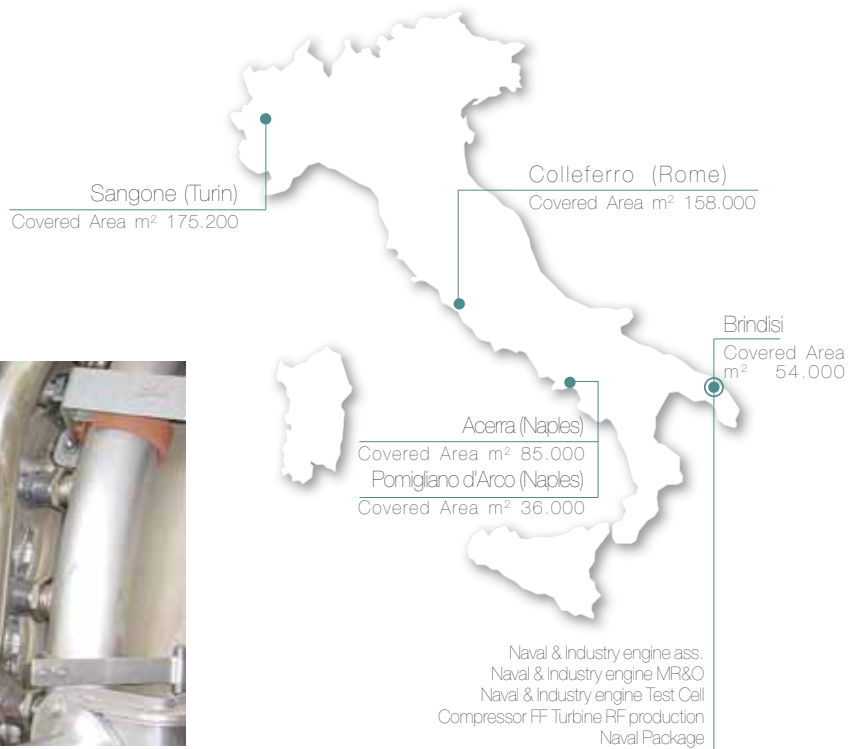 Sangone (Turin)
Covered Area m² 175.200
Colleferro (Rome)
Covered Area m² 158.000
Brindisi
Covered Area
m² 54.000
Acerra (Naples)
Covered Area m² 85.000
Pomigliano d'Arco (Naples)
Covered Area m² 36.000
Naval & Industry engine ass.
Naval & Industry engine MR&O
Naval & Industry engine Test Cell
Compressor FF Turbine RF production
Naval Package